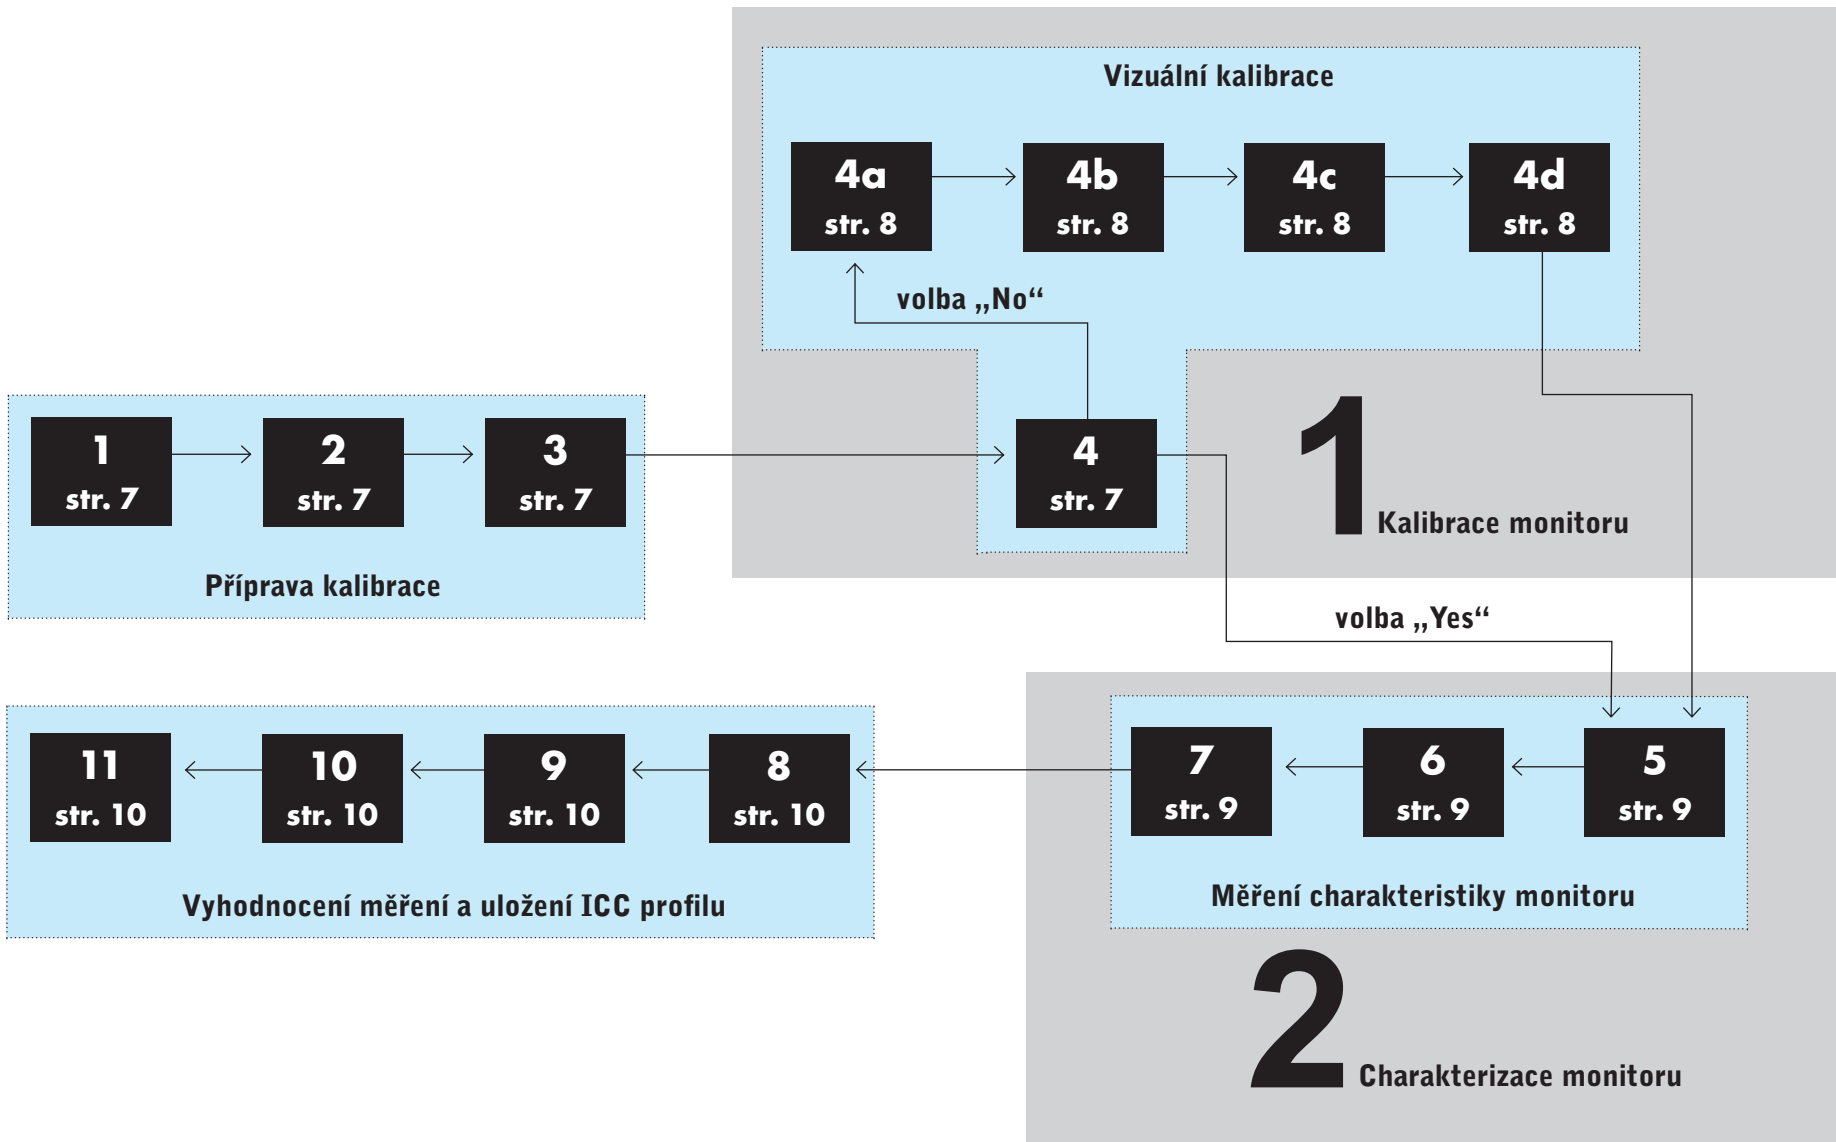 Vizuální kalibrace
4a
str. 8
4b
str. 8
4c
str. 8
4d
str. 8
volba „No“
1
str. 7
2
str. 7
3
str. 7
4
str. 7
Příprava kalibrace
1
Kalibrace monitoru
volba „Yes“
11
str. 10
10
str. 10
9
str. 10
8
str. 10
7
str. 9
6
str. 9
5
str. 9
Vyhodnocení měření a uložení ICC profilu
Měření charakteristiky monitoru
2
Charakterizace monitoru